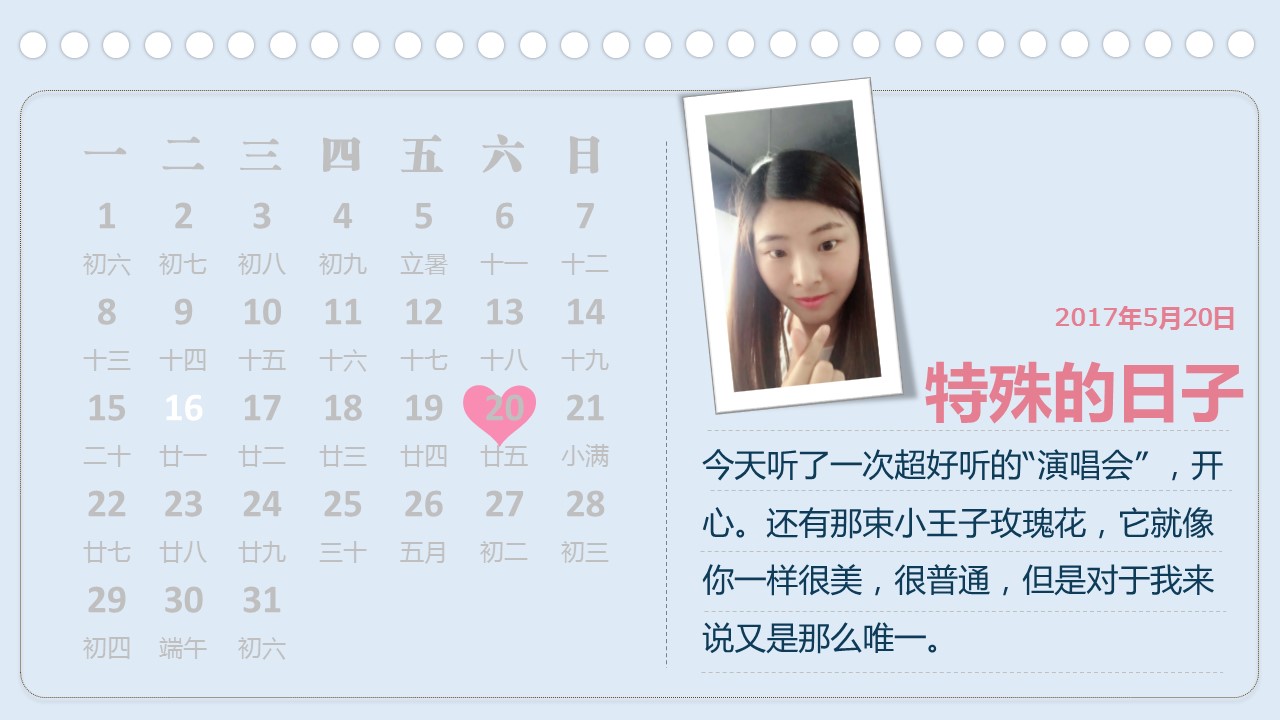 一 二 三 四 五 六 日
1 2 3 4 5 6 7
初六 初七 初八 初九 立暑 十一 十二
8 9 10 11 12 13 14
十三 十四 十五 十六 十七 十八 十九
15 16 17 18 19 20 21
二十 廿一 廿二 廿三 廿四 廿五 小满
22 23 24 25 26 27 28
廿七 廿八 廿九 三十 五月 初二 初三
29 30 31
初四 端午 初六
2017年5月20日
特殊的日子
今天听了一次超好听的“演唱会”，开
心。还有那束小王子玫瑰花，它就像
你一样很美，很普通，但是对于我来
说又是那么唯一。